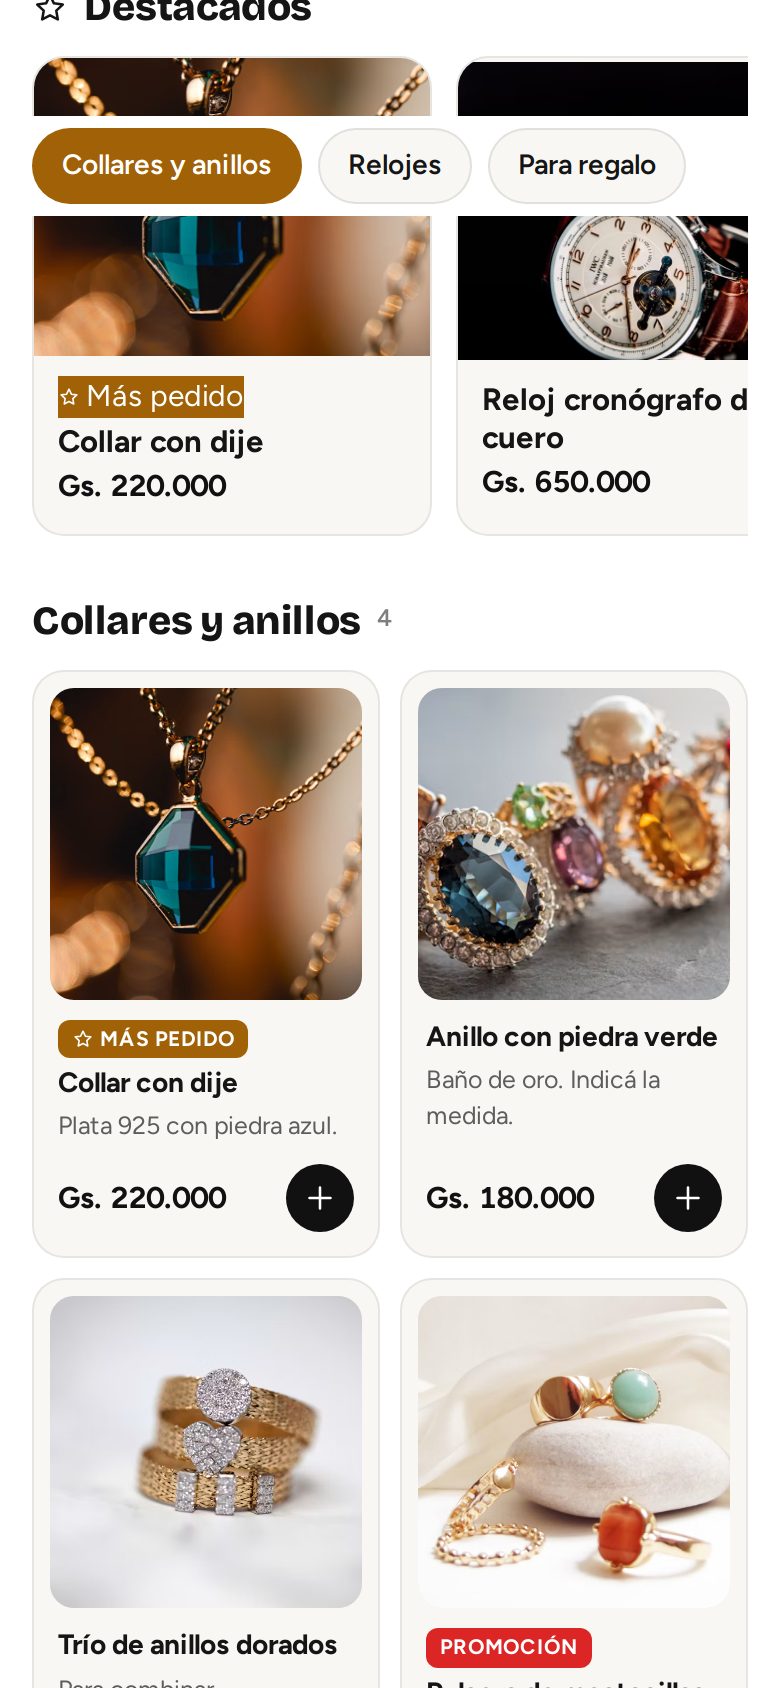 Destacados
Collares y anillos
Relojes
Para regalo
Más pedido
Collar con dije
Gs. 220.000
Reloj cronógrafo d
cuero
Gs. 650.000
Collares y anillos 4
MÁS PEDIDO
Collar con dije
Plata 925 con piedra azul.
Gs. 220.000
Anillo con piedra verde
Baño de oro. Indicá la
medida.
Gs. 180.000
Trío de anillos dorados
Para combinar
PROMOCIÓN